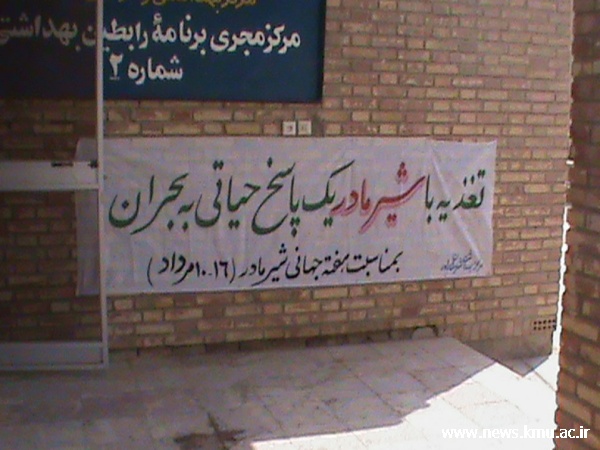 مرکز مجری برنامهٔ رابطین بهداشتی
شماره ۲
تغذیه با شیر مادر یک پاسخ حیاتی به بحران
بمناسبت هفته جهانی شیر مادر (۱۶-۱۰ مرداد)
www.news.kmu.ac.ir